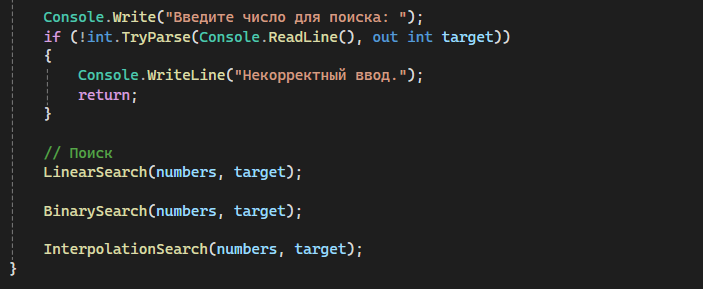 Console.Write("Введите число для поиска: ");
if (!int.TryParse(Console.ReadLine(), out int target))
{
Console.WriteLine("Некорректный ввод.");
return;
}
// Поиск
LinearSearch(numbers, target);
BinarySearch(numbers, target);
InterpolationSearch(numbers, target);
}